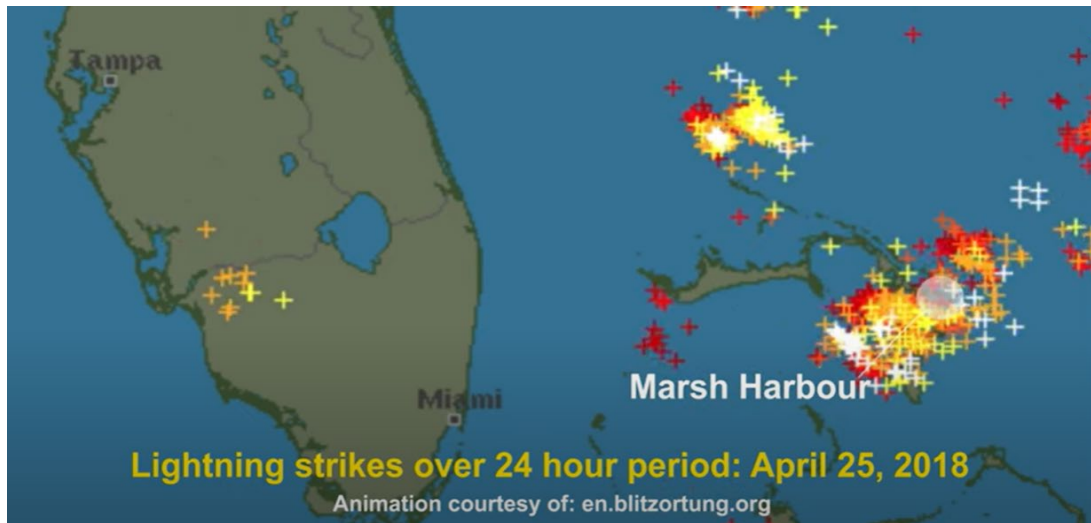 Tampa
Marsh Harbour
Miami
Lightning strikes over 24 hour period: April 25, 2018
Animation courtesy of: en.blitzortung.org